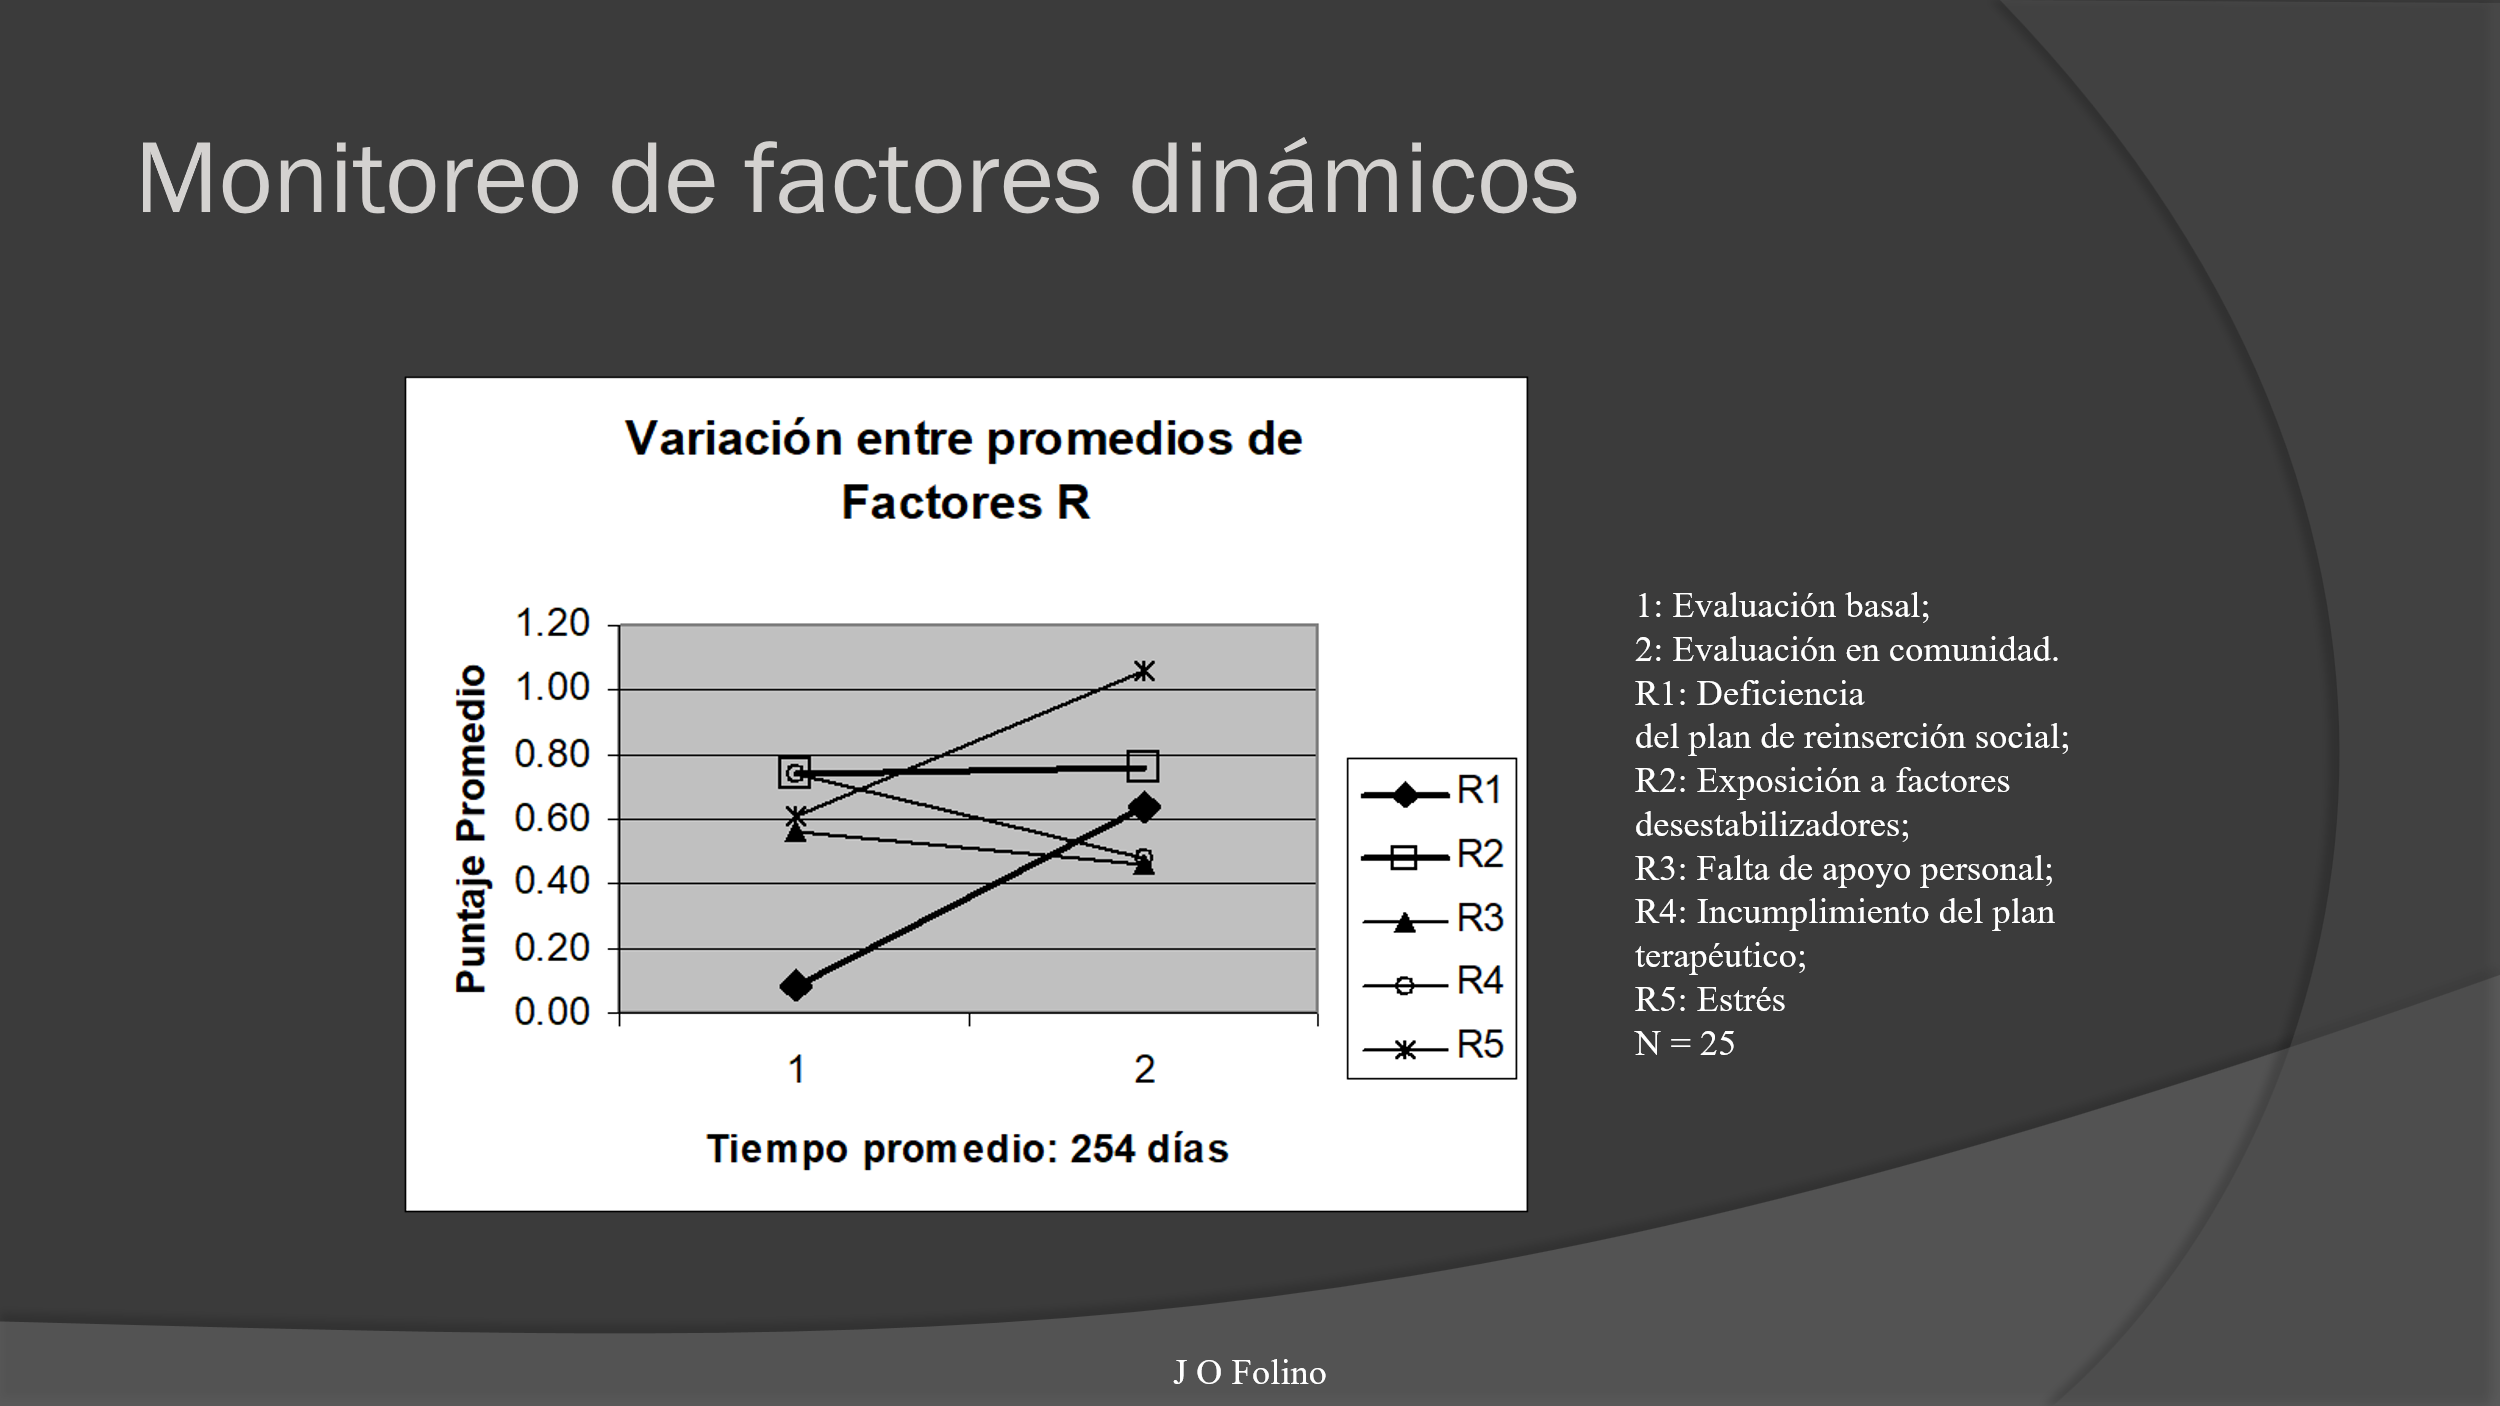 Monitoreo de factores dinámicos
Variación entre promedios de
Factores R
1.20
1.00
0.80
0.60
0.40
0.20
0.00
Puntaje Promedio
1
2
Tiempo promedio: 254 días
R1
R2
R3
R4
R5
1: Evaluación basal;
2: Evaluación en comunidad.
R1: Deficiencia
del plan de reinserción social;
R2: Exposición a factores
desestabilizadores;
R3: Falta de apoyo personal;
R4: Incumplimiento del plan
terapéutico;
R5: Estrés
N = 25
J O Folino